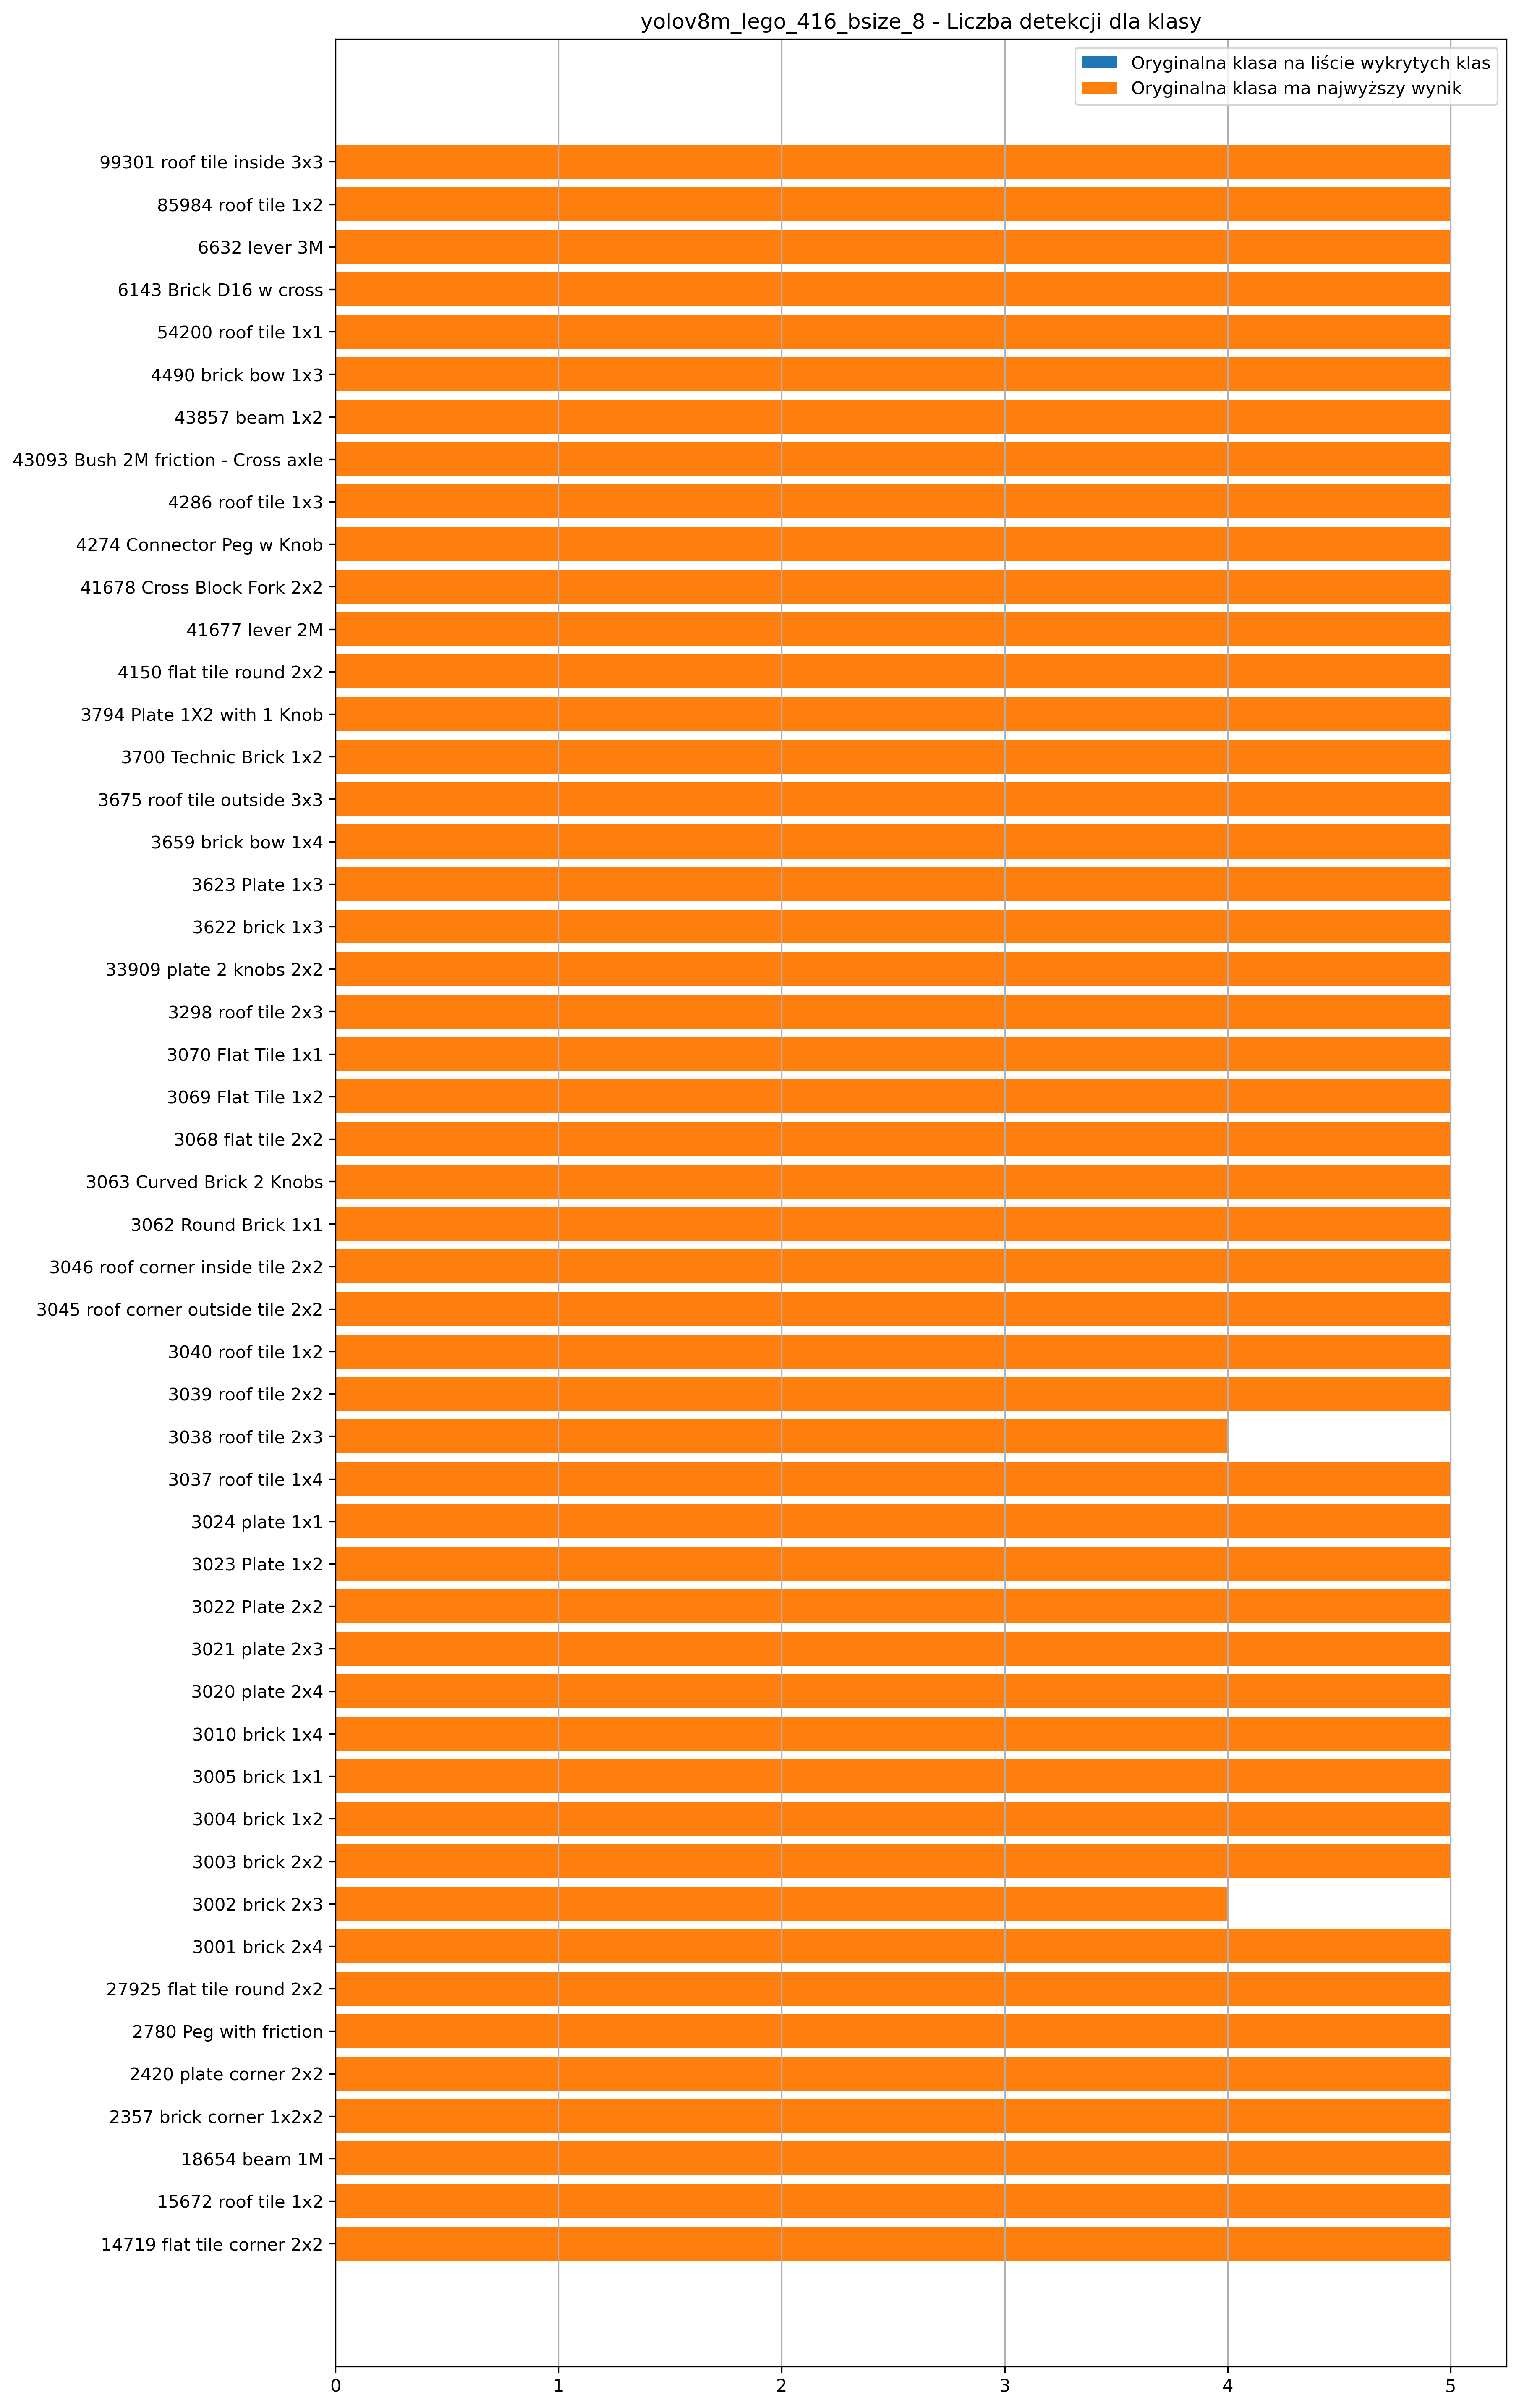 yolov8m_lego_416_bsize_8 - Liczba detekcji dla klasy
Oryginalna klasa na liście wykrytych klas
Oryginalna klasa ma najwyższy wynik
99301 roof tile inside 3x3
85984 roof tile 1x2
6632 lever 3M
6143 Brick D16 w cross
54200 roof tile 1x1
4490 brick bow 1x3
43857 beam 1x2
43093 Bush 2M friction - Cross axle
4286 roof tile 1x3
4274 Connector Peg w Knob
41678 Cross Block Fork 2x2
41677 lever 2M
4150 flat tile round 2x2
3794 Plate 1X2 with 1 Knob
3700 Technic Brick 1x2
3675 roof tile outside 3x3
3659 brick bow 1x4
3623 Plate 1x3
3622 brick 1x3
33909 plate 2 knobs 2x2
3298 roof tile 2x3
3070 Flat Tile 1x1
3069 Flat Tile 1x2
3068 flat tile 2x2
3063 Curved Brick 2 Knobs
3062 Round Brick 1x1
3046 roof corner inside tile 2x2
3045 roof corner outside tile 2x2
3040 roof tile 1x2
3039 roof tile 2x2
3038 roof tile 2x3
3037 roof tile 1x4
3024 plate 1x1
3023 Plate 1x2
3022 Plate 2x2
3021 plate 2x3
3020 plate 2x4
3010 brick 1x4
3005 brick 1x1
3004 brick 1x2
3003 brick 2x2
3002 brick 2x3
3001 brick 2x4
27925 flat tile round 2x2
2780 Peg with friction
2420 plate corner 2x2
2357 brick corner 1x2x2
18654 beam 1M
15672 roof tile 1x2
14719 flat tile corner 2x2
0 1 2 3 4 5